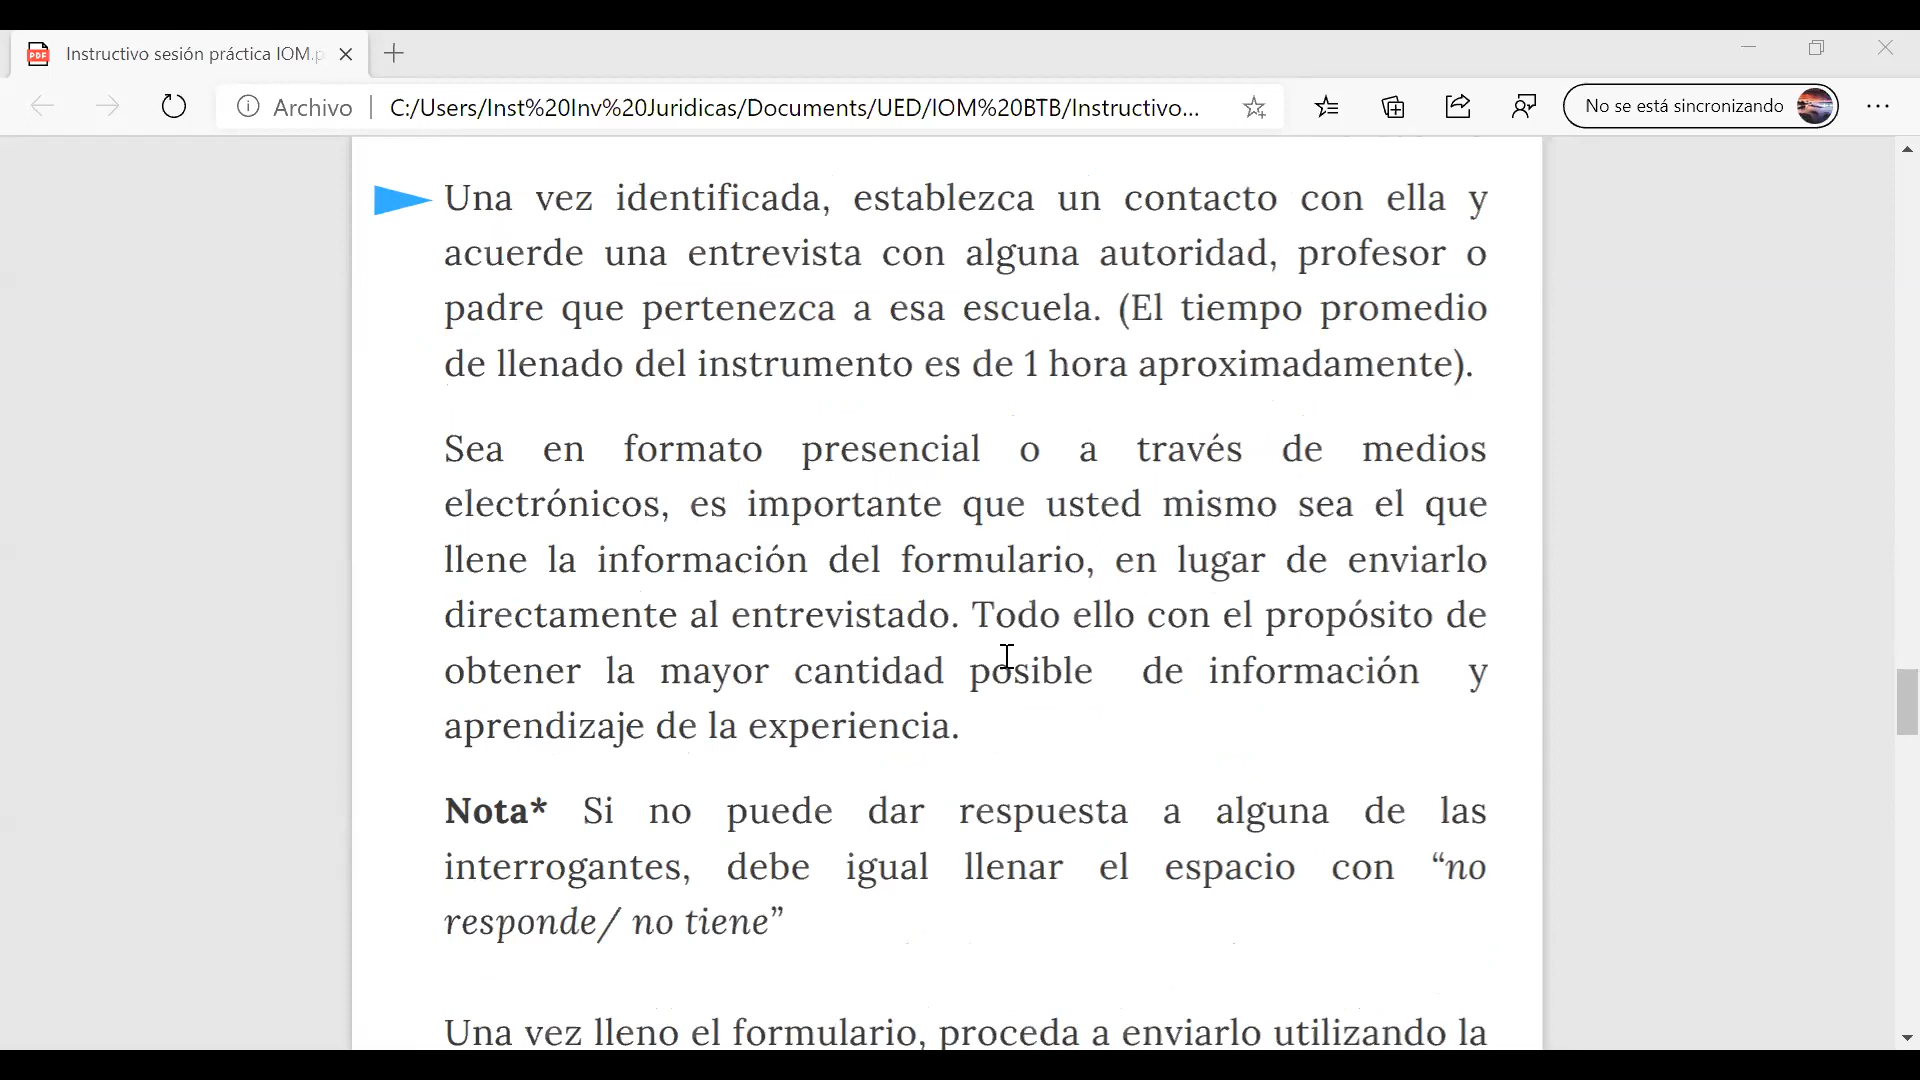 Instructivo sesión práctica IOM.p
Archivo | C:/Users/Inst%20Inv%20Juridicas/Documents/UED/IOM%20BTB/Instructivo...
No se está sincronizando
Una vez identificada, establezca un contacto con ella y
acuerde una entrevista con alguna autoridad, profesor o
padre que pertenezca a esa escuela. (El tiempo promedio
de llenado del instrumento es de 1 hora aproximadamente).
Sea en formato presencial o a través de medios
electrónicos, es importante que usted mismo sea el que
llene la información del formulario, en lugar de enviarlo
directamente al entrevistado. Todo ello con el propósito de
obtener la mayor cantidad posible de información y
aprendizaje de la experiencia.
Nota* Si no puede dar respuesta a alguna de las
interrogantes, debe igual llenar el espacio con “no
responde/ no tiene”
Una vez lleno el formulario, proceda a enviarlo utilizando la